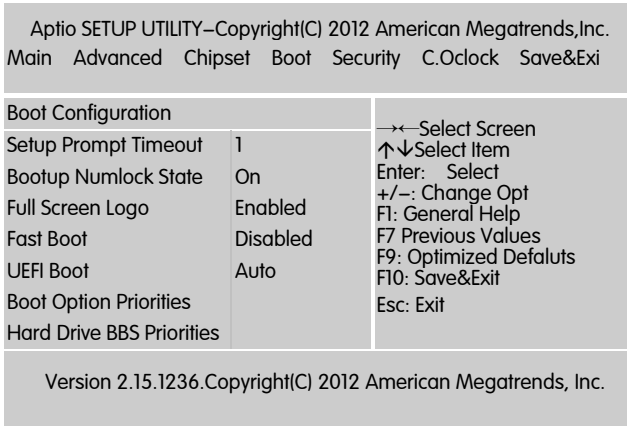 Aptio SETUP UTILITY–Copyright(C) 2012 American Megatrends,Inc.
Main Advanced Chipset Boot Security C.Oclock Save&Exi
Boot Configuration
Setup Prompt Timeout 1
Bootup Numlock State On
Full Screen Logo Enabled
Fast Boot Disabled
UEFI Boot Auto
Boot Option Priorities
Hard Drive BBS Priorities
→←Select Screen
↑↓Select Item
Enter: Select
+/–: Change Opt
F1: General Help
F7 Previous Values
F9: Optimized Defaluts
F10: Save&Exit
Esc: Exit
Version 2.15.1236.Copyright(C) 2012 American Megatrends, Inc.